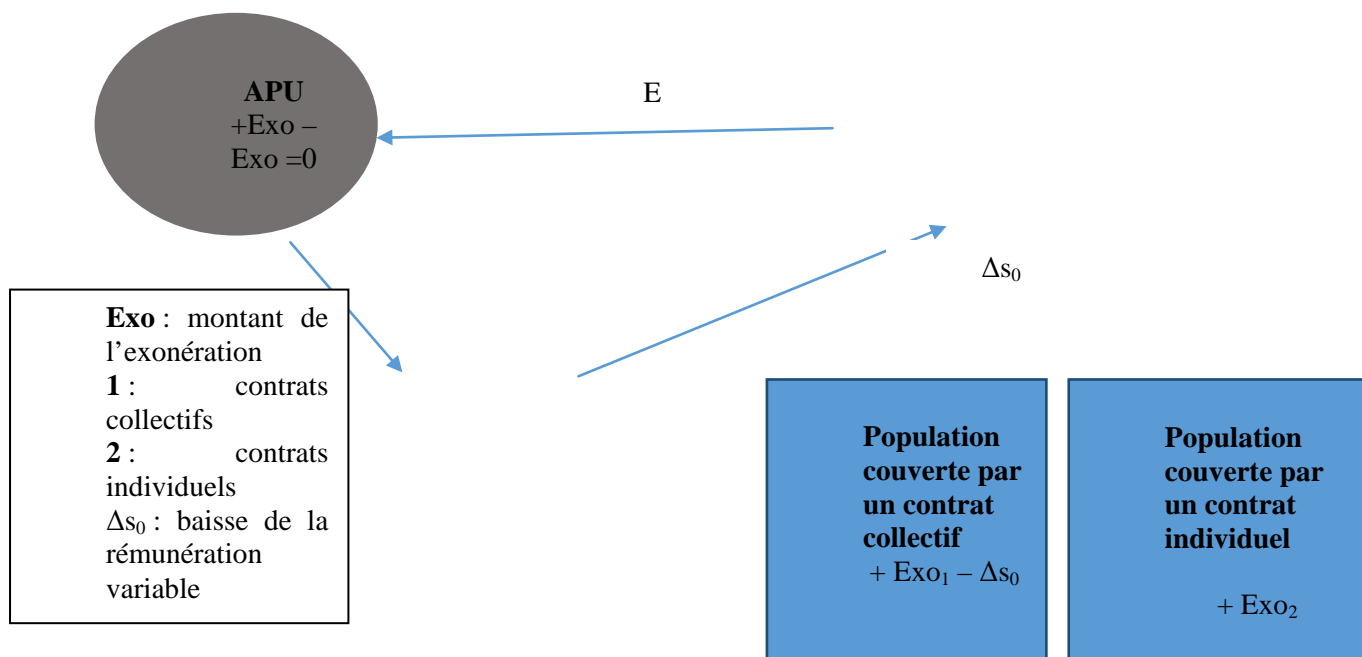 APU
+Exo –
Exo =0
E
Δs₀
Exo : montant de
l’exonération
1 : contrats
collectifs
2 : contrats
individuels
Δs₀ : baisse de la
rémunération
variable
Population
couverte par
un contrat
collectif
+ Exo₁ – Δs₀
Population
couverte par
un contrat
individuel
+ Exo₂